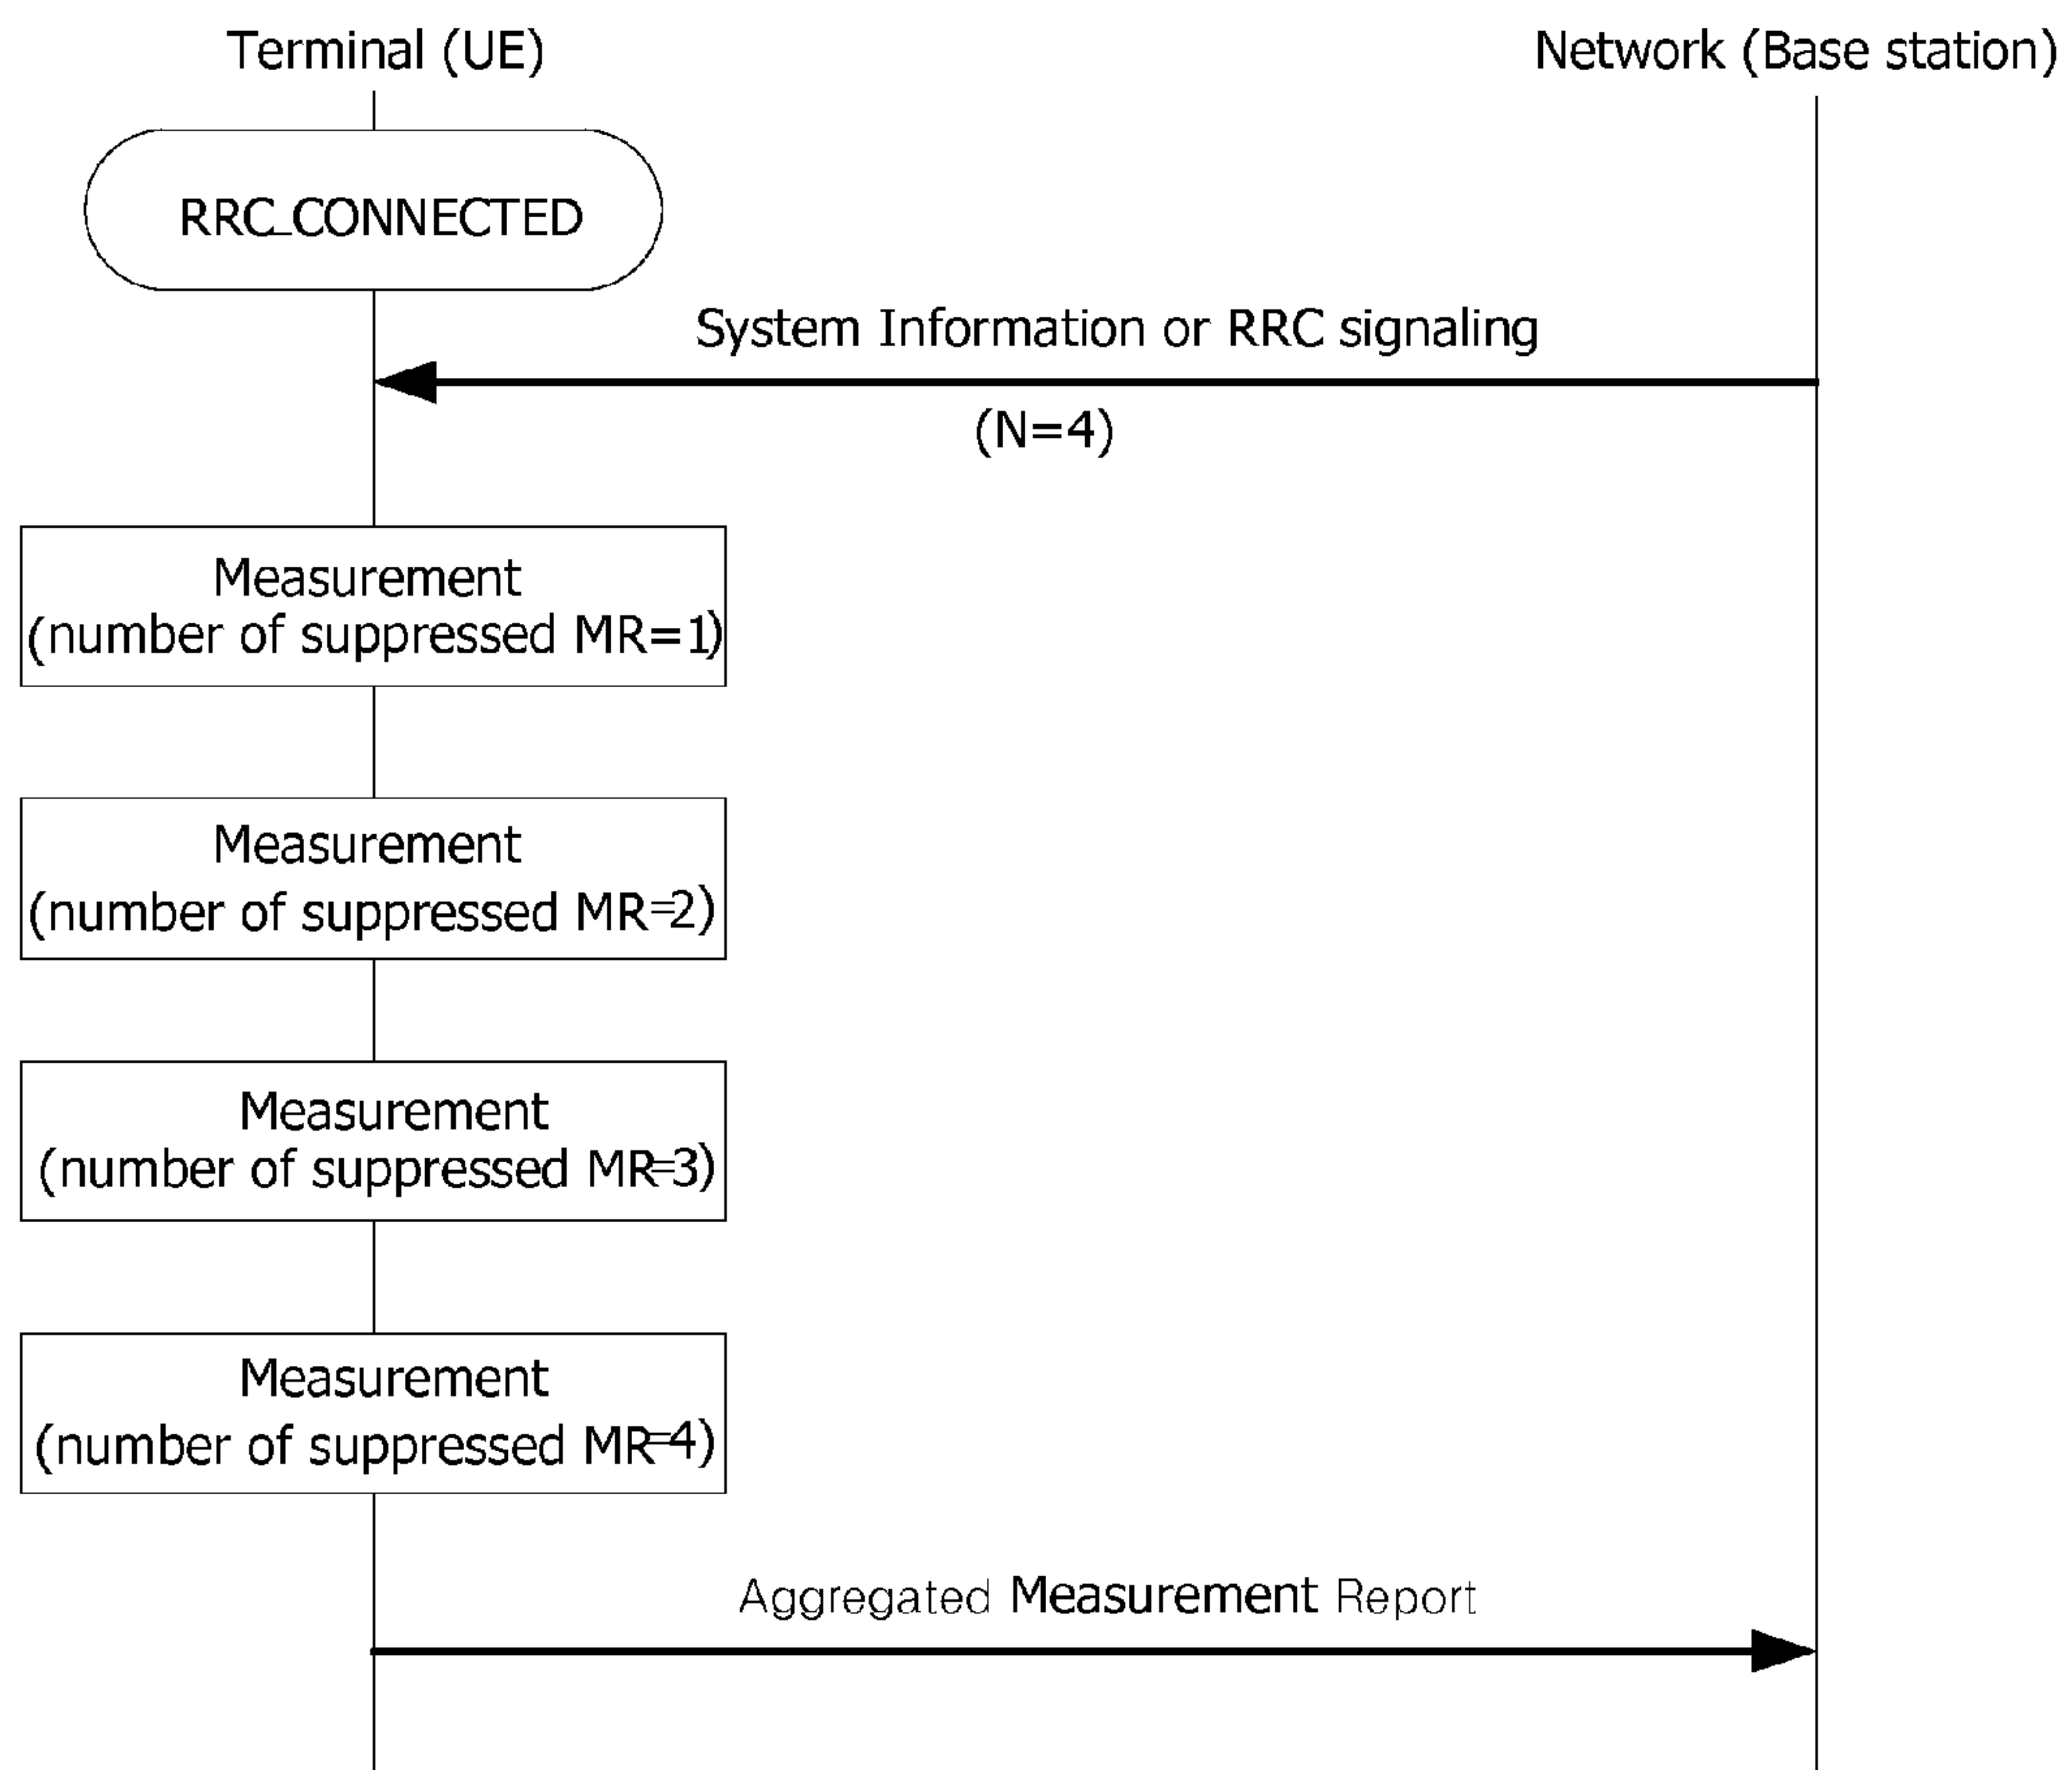 Terminal (UE)
Network (Base station)
RRC_CONNECTED
System Information or RRC signaling
(N=4)
Measurement
(number of suppressed MR=1)
Measurement
(number of suppressed MR=2)
Measurement
(number of suppressed MR=3)
Measurement
(number of suppressed MR=4)
Aggregated Measurement Report